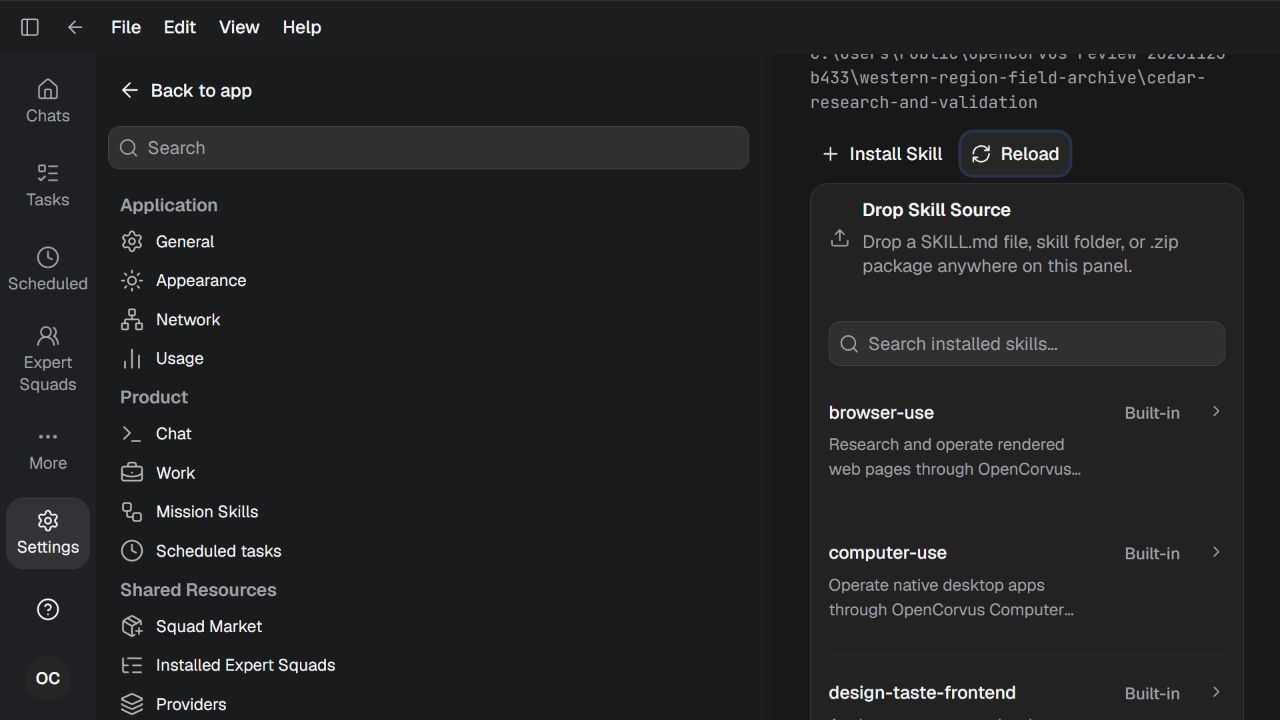 File Edit View Help
Chats
Tasks
Scheduled
Expert
Squads
More
Settings
OC
Back to app
Search
Application
General
Appearance
Network
Usage
Product
Chat
Work
Mission Skills
Scheduled tasks
Shared Resources
Squad Market
Installed Expert Squads
Providers
b433\western-region-field-archive\cedar-
research-and-validation
Install Skill
Reload
Drop Skill Source
Drop a SKILL.md file, skill folder, or .zip
package anywhere on this panel.
Search installed skills...
browser-use Built-in
Research and operate rendered
web pages through OpenCorvus...
computer-use Built-in
Operate native desktop apps
through OpenCorvus Computer...
design-taste-frontend Built-in